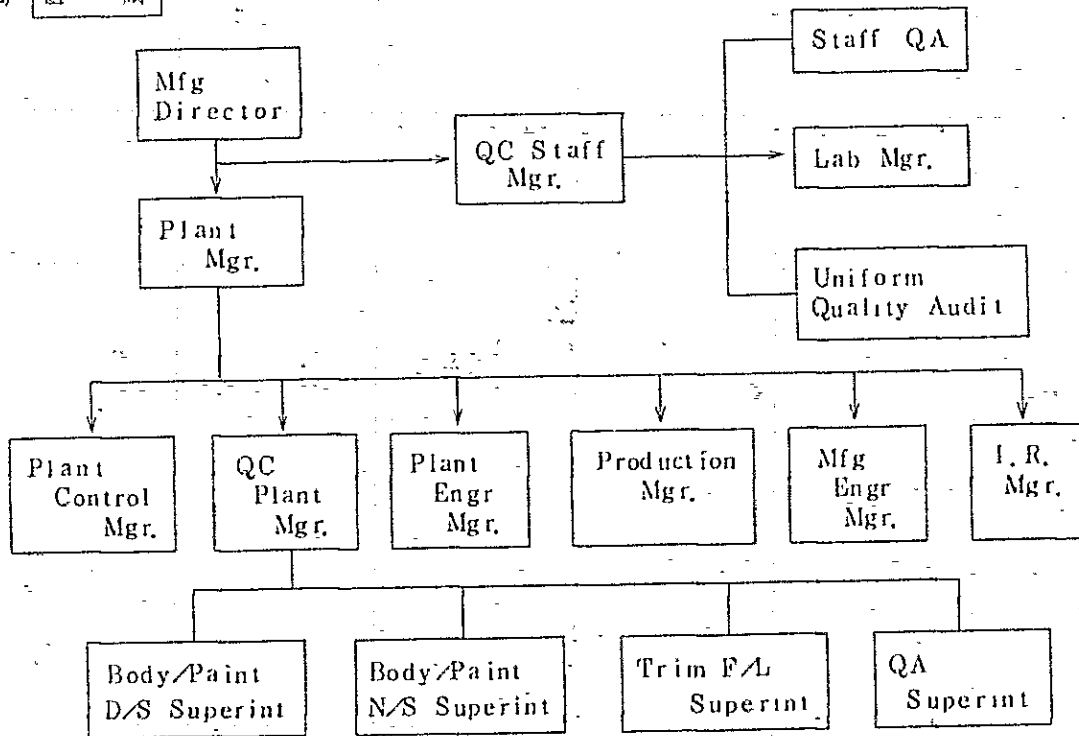 Mfg
Director
Staff QA
QC Staff
Mgr.
Lab Mgr.
Plant
Mgr.
Uniform
Quality Audit
Plant
Control
Mgr.
QC
Plant
Mgr.
Plant
Engr
Mgr.
Production
Mgr.
Mfg
Engr
Mgr.
I.R.
Mgr.
Body/Paint
D/S Superint
Body/Paint
N/S Superint
Trim F/L
Superint
QA
Superint